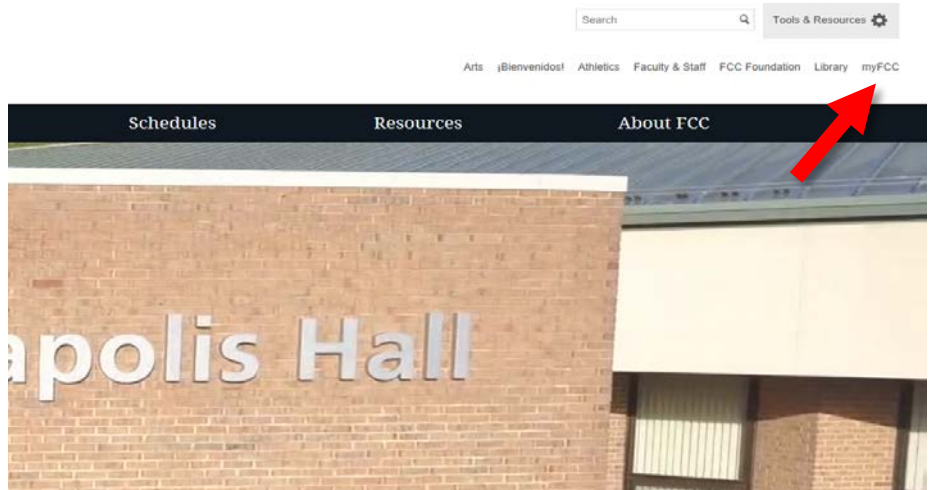 Search Tools & Resources
Arts ¡Bienvenidos! Athletics Faculty & Staff FCC Foundation Library myFCC
Schedules Resources About FCC
apolis Hall